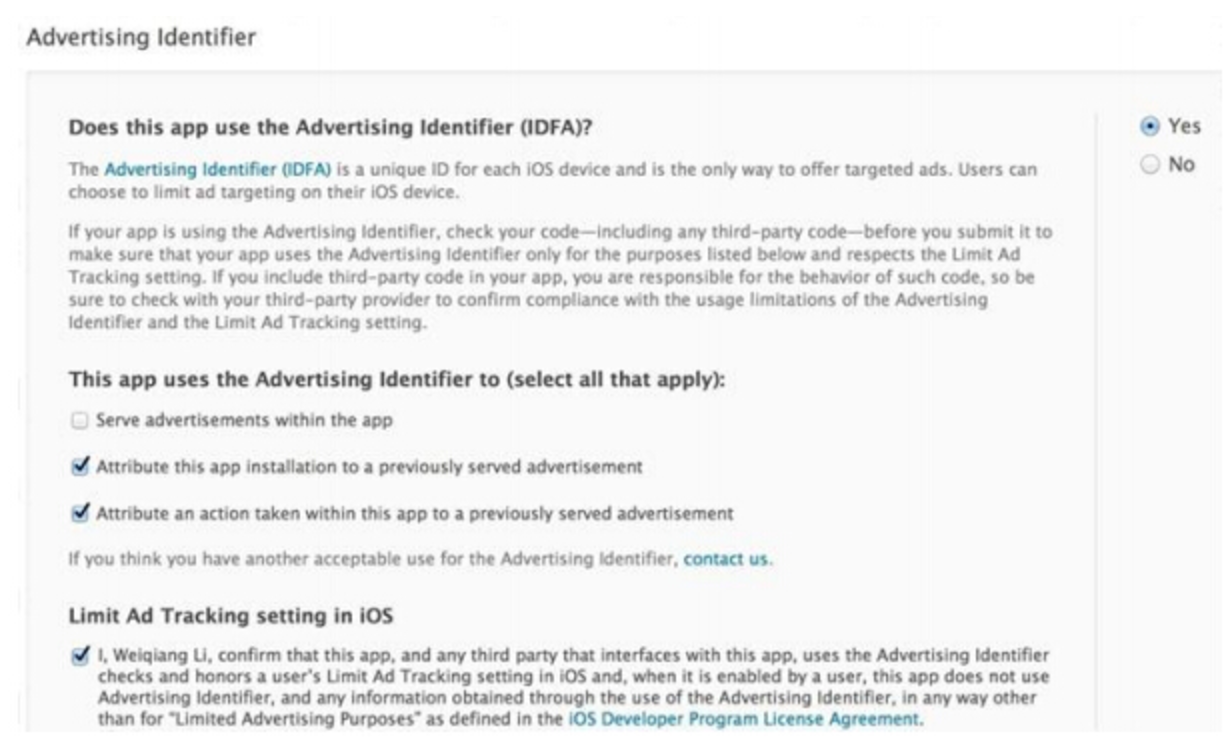 Advertising Identifier
Does this app use the Advertising Identifier (IDFA)?
Yes
No
The Advertising Identifier (IDFA) is a unique ID for each iOS device and is the only way to offer targeted ads. Users can
choose to limit ad targeting on their iOS device.
If your app is using the Advertising Identifier, check your code—including any third-party code—before you submit it to
make sure that your app uses the Advertising Identifier only for the purposes listed below and respects the Limit Ad
Tracking setting. If you include third-party code in your app, you are responsible for the behavior of such code, so be
sure to check with your third-party provider to confirm compliance with the usage limitations of the Advertising
Identifier and the Limit Ad Tracking setting.
This app uses the Advertising Identifier to (select all that apply):
Serve advertisements within the app
Attribute this app installation to a previously served advertisement
Attribute an action taken within this app to a previously served advertisement
If you think you have another acceptable use for the Advertising Identifier, contact us.
Limit Ad Tracking setting in iOS
I, Weiqiang Li, confirm that this app, and any third party that interfaces with this app, uses the Advertising Identifier
checks and honors a user's Limit Ad Tracking setting in iOS and, when it is enabled by a user, this app does not use
Advertising Identifier, and any information obtained through the use of the Advertising Identifier, in any way other
than for "Limited Advertising Purposes" as defined in the iOS Developer Program License Agreement.